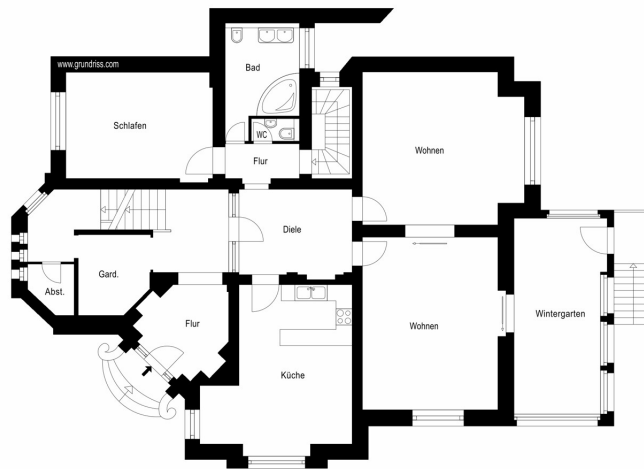 www.grundriss.com
Bad
Schlafen
WC
Wohnen
Flur
Diele
Gard.
Abst.
Flur
Wohnen
Wintergarten
Küche